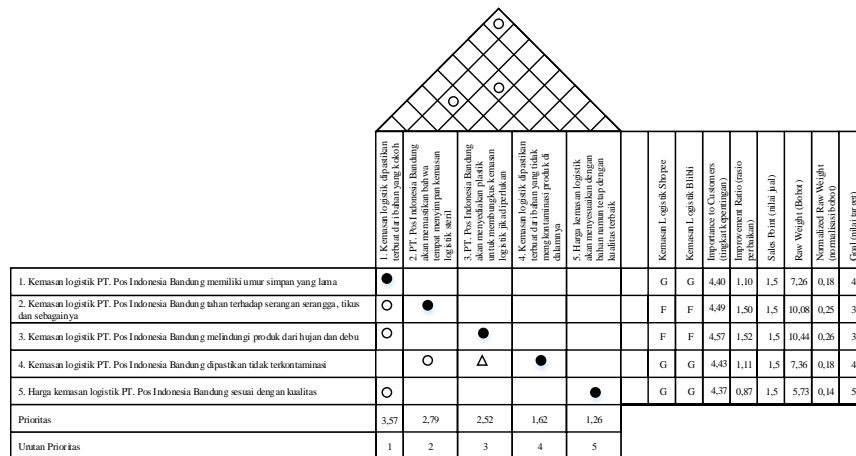 1. Kemasan logistik dipastikan
terbuat dari bahan yang kokoh
2. PT. Pos Indonesia Bandung
akan memastikan bahwa
tempat menyimpan kemasan
logistik steril
3. PT. Pos Indonesia Bandung
akan menyediakan plastik
untuk membungkus kemasan
logistik jika diperlukan
4. Kemasan logistik dipastikan
terbuat dari bahan yang tidak
mengkontaminasi produk di
dalamnya
5. Harga kemasan logistik
akan menyesuaikan dengan
bahan namun tetap dengan
kualitas terbaik
Kemasan Logistik Shopee
Kemasan Logistik Blibli
Importance to Customers
(tingkat kepentingan)
Improvement Ratio (rasio
perbaikan)
Sales Point (nilai jual)
Raw Weight (Bobot)
Normalized Raw Weight
(normalisasi bobot)
Goal (nilai target)
1. Kemasan logistik PT. Pos Indonesia Bandung memiliki umur simpan yang lama
G G 4,40 1,10 1,5 7,26 0,18 4
2. Kemasan logistik PT. Pos Indonesia Bandung tahan terhadap serangan serangga, tikus
dan sebagainya
F F 4,49 1,50 1,5 10,08 0,25 3
3. Kemasan logistik PT. Pos Indonesia Bandung melindungi produk dari hujan dan debu
F F 4,57 1,52 1,5 10,44 0,26 3
4. Kemasan logistik PT. Pos Indonesia Bandung dipastikan tidak terkontaminasi
G G 4,43 1,11 1,5 7,36 0,18 4
5. Harga kemasan logistik PT. Pos Indonesia Bandung sesuai dengan kualitas
G G 4,37 0,87 1,5 5,73 0,14 5
Prioritas 3,57 2,79 2,52 1,62 1,26
Urutan Prioritas 1 2 3 4 5